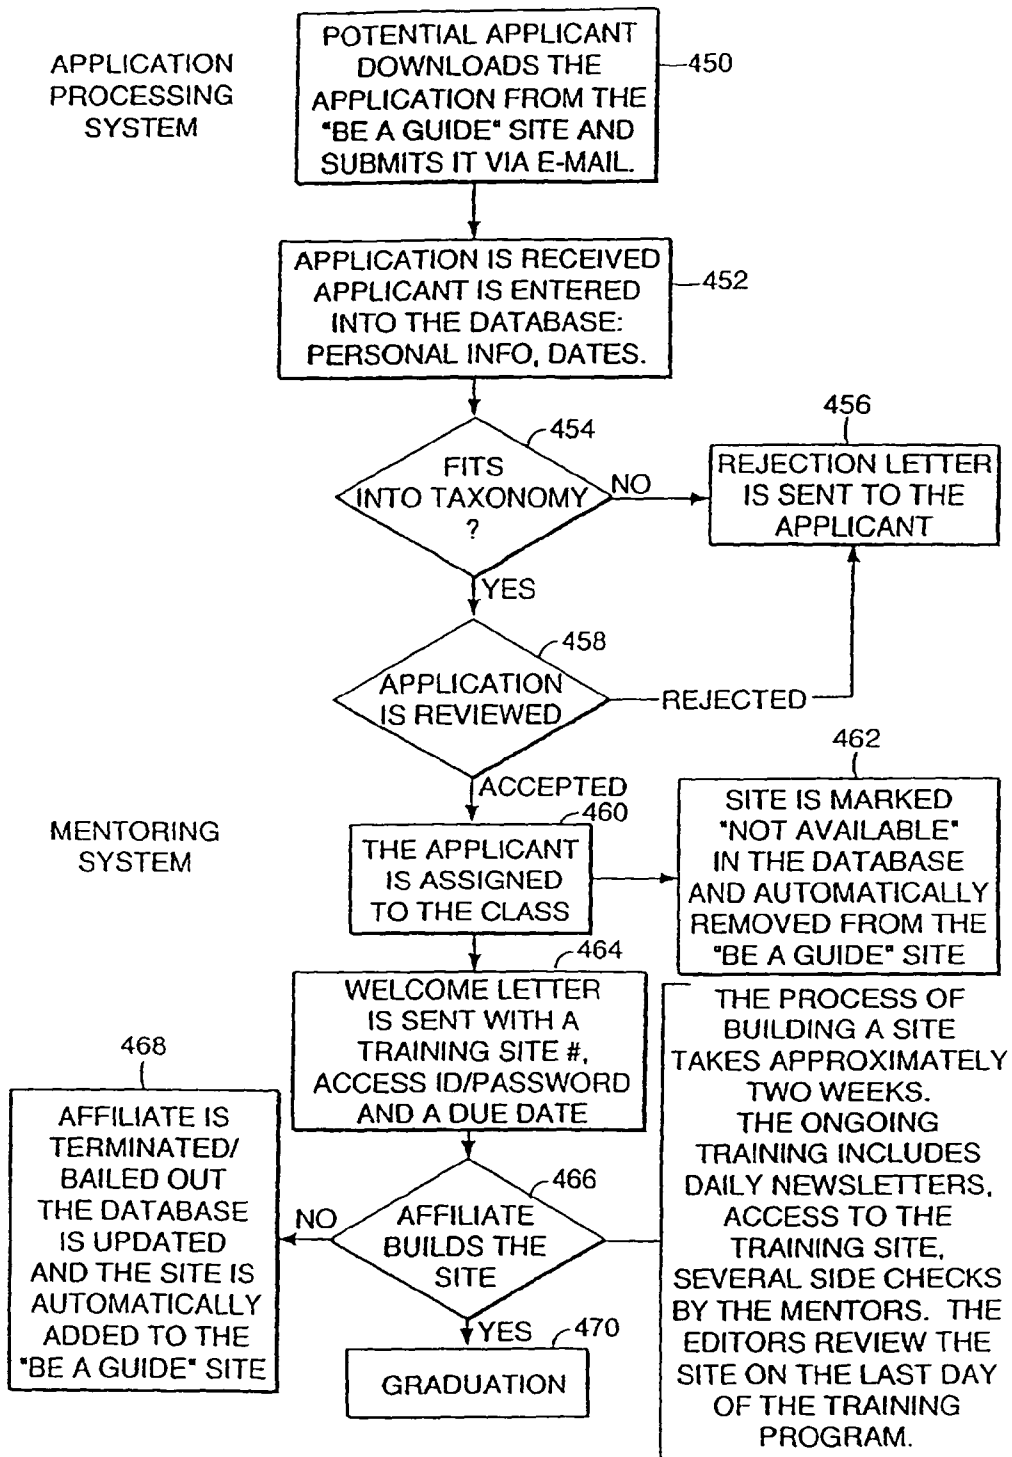 APPLICATION
PROCESSING
SYSTEM
POTENTIAL APPLICANT
DOWNLOADS THE
APPLICATION FROM THE
"BE A GUIDE" SITE AND
SUBMITS IT VIA E-MAIL.
450
APPLICATION IS RECEIVED
APPLICANT IS ENTERED
INTO THE DATABASE:
PERSONAL INFO, DATES.
452
454
FITS
INTO TAXONOMY
?
NO
456
REJECTION LETTER
IS SENT TO THE
APPLICANT
YES
458
APPLICATION
IS REVIEWED
REJECTED
ACCEPTED
MENTORING
SYSTEM
460
THE APPLICANT
IS ASSIGNED
TO THE CLASS
462
SITE IS MARKED
"NOT AVAILABLE"
IN THE DATABASE
AND AUTOMATICALLY
REMOVED FROM THE
"BE A GUIDE" SITE
464
WELCOME LETTER
IS SENT WITH A
TRAINING SITE #,
ACCESS ID/PASSWORD
AND A DUE DATE
466
AFFILIATE
BUILDS THE
SITE
NO
468
AFFILIATE IS
TERMINATED/
BAILED OUT
THE DATABASE
IS UPDATED
AND THE SITE IS
AUTOMATICALLY
ADDED TO THE
"BE A GUIDE" SITE
YES
470
GRADUATION
THE PROCESS OF
BUILDING A SITE
TAKES APPROXIMATELY
TWO WEEKS.
THE ONGOING
TRAINING INCLUDES
DAILY NEWSLETTERS,
ACCESS TO THE
TRAINING SITE,
SEVERAL SIDE CHECKS
BY THE MENTORS. THE
EDITORS REVIEW THE
SITE ON THE LAST DAY
OF THE TRAINING
PROGRAM.